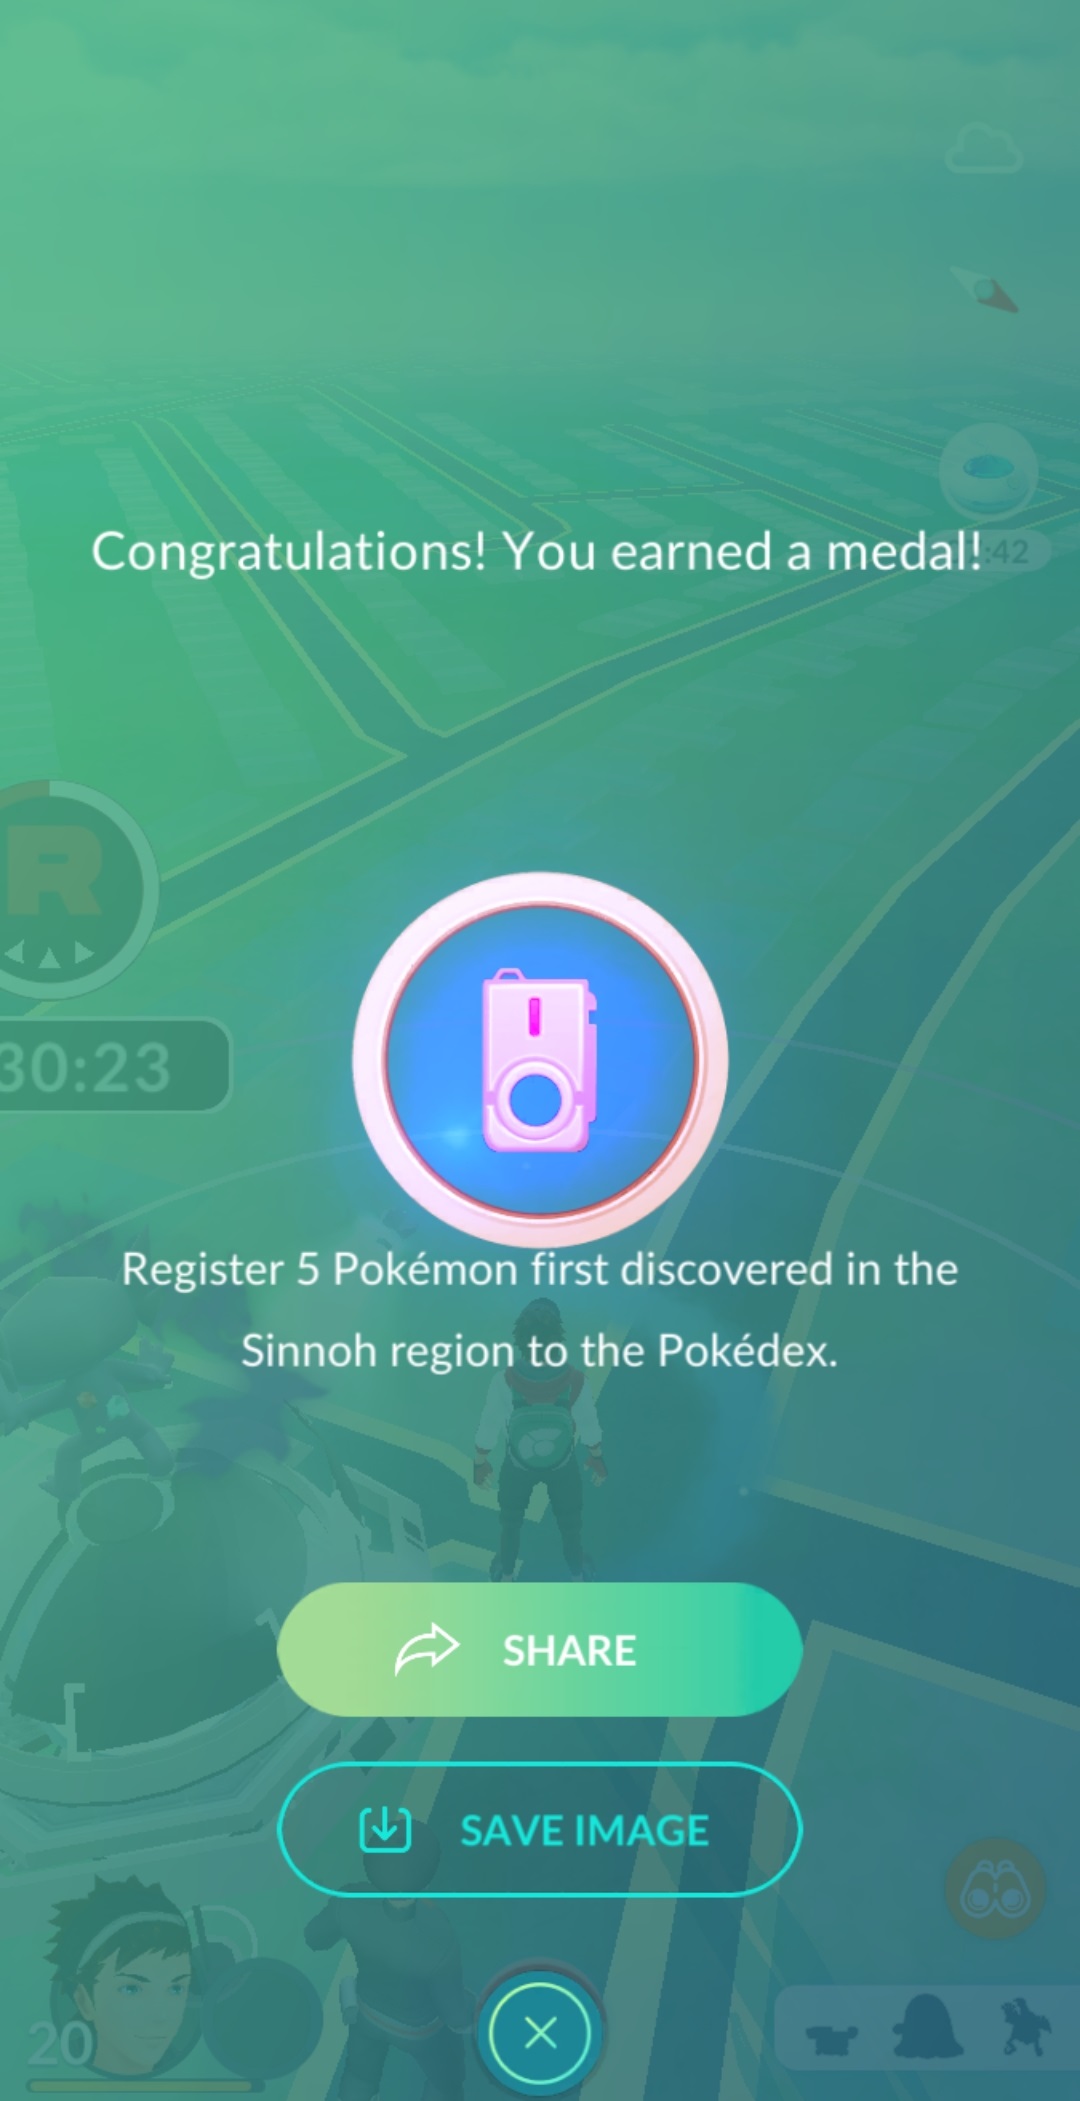 Congratulations! You earned a medal!
:42
R
30:23
Register 5 Pokémon first discovered in the
Sinnoh region to the Pokédex.
SHARE
SAVE IMAGE
20